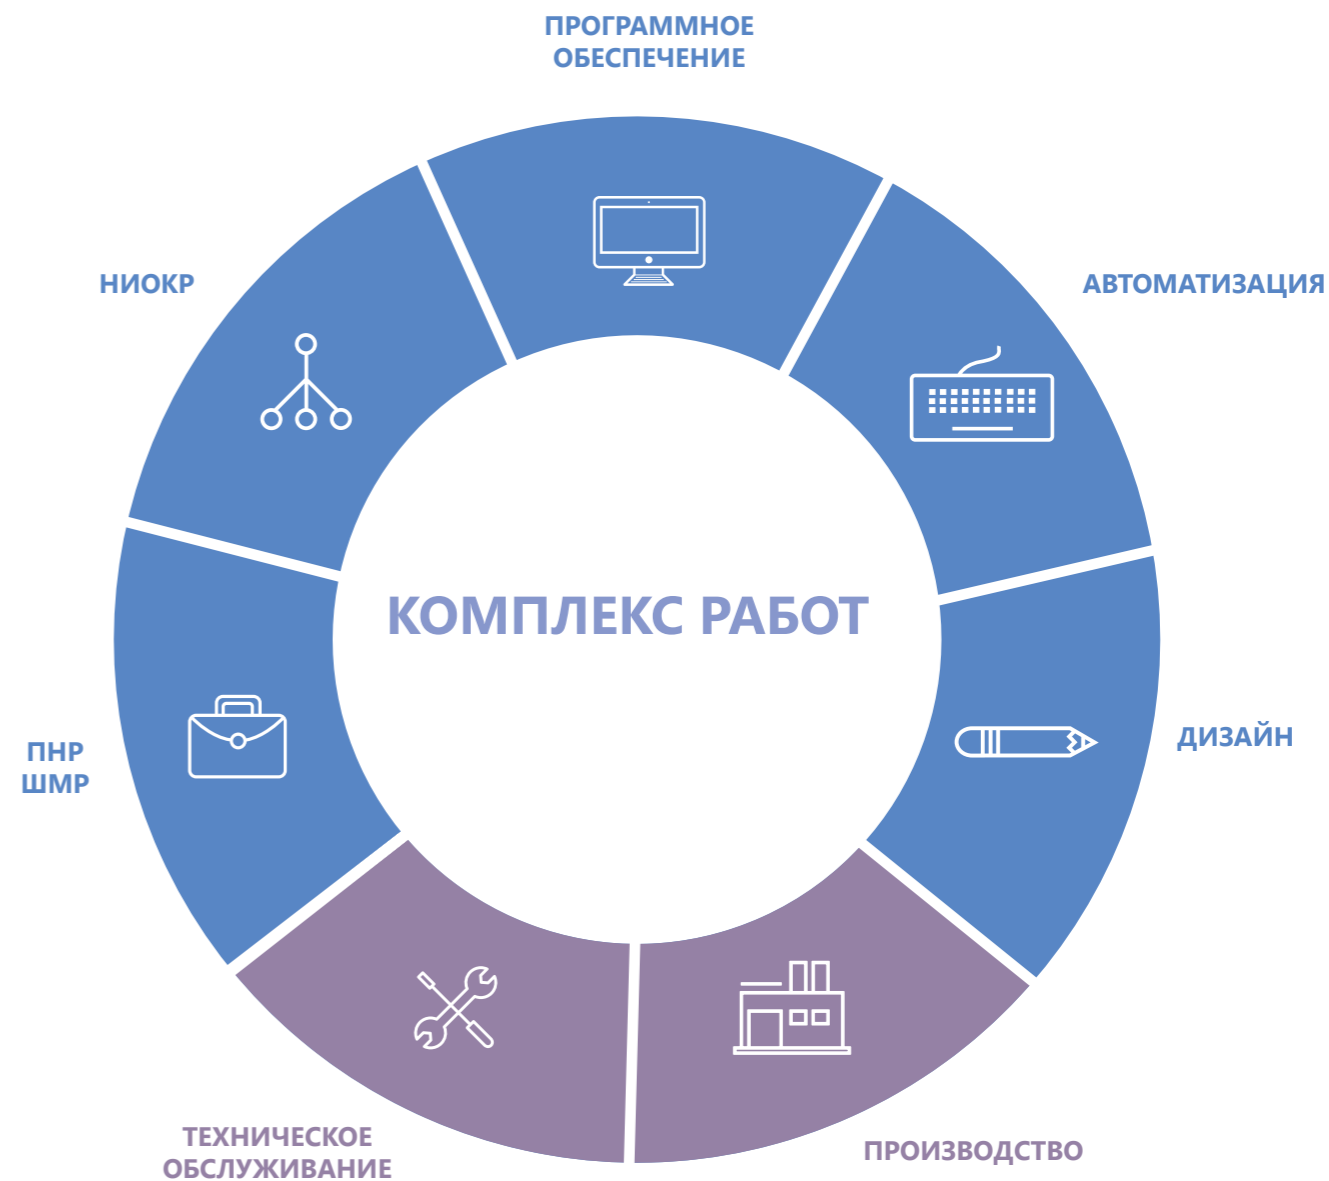 ПРОГРАММНОЕ
ОБЕСПЕЧЕНИЕ
НИОКР
АВТОМАТИЗАЦИЯ
КОМПЛЕКС РАБОТ
ДИЗАЙН
ПНР
ШМР
ТЕХНИЧЕСКОЕ
ОБСЛУЖИВАНИЕ
ПРОИЗВОДСТВО